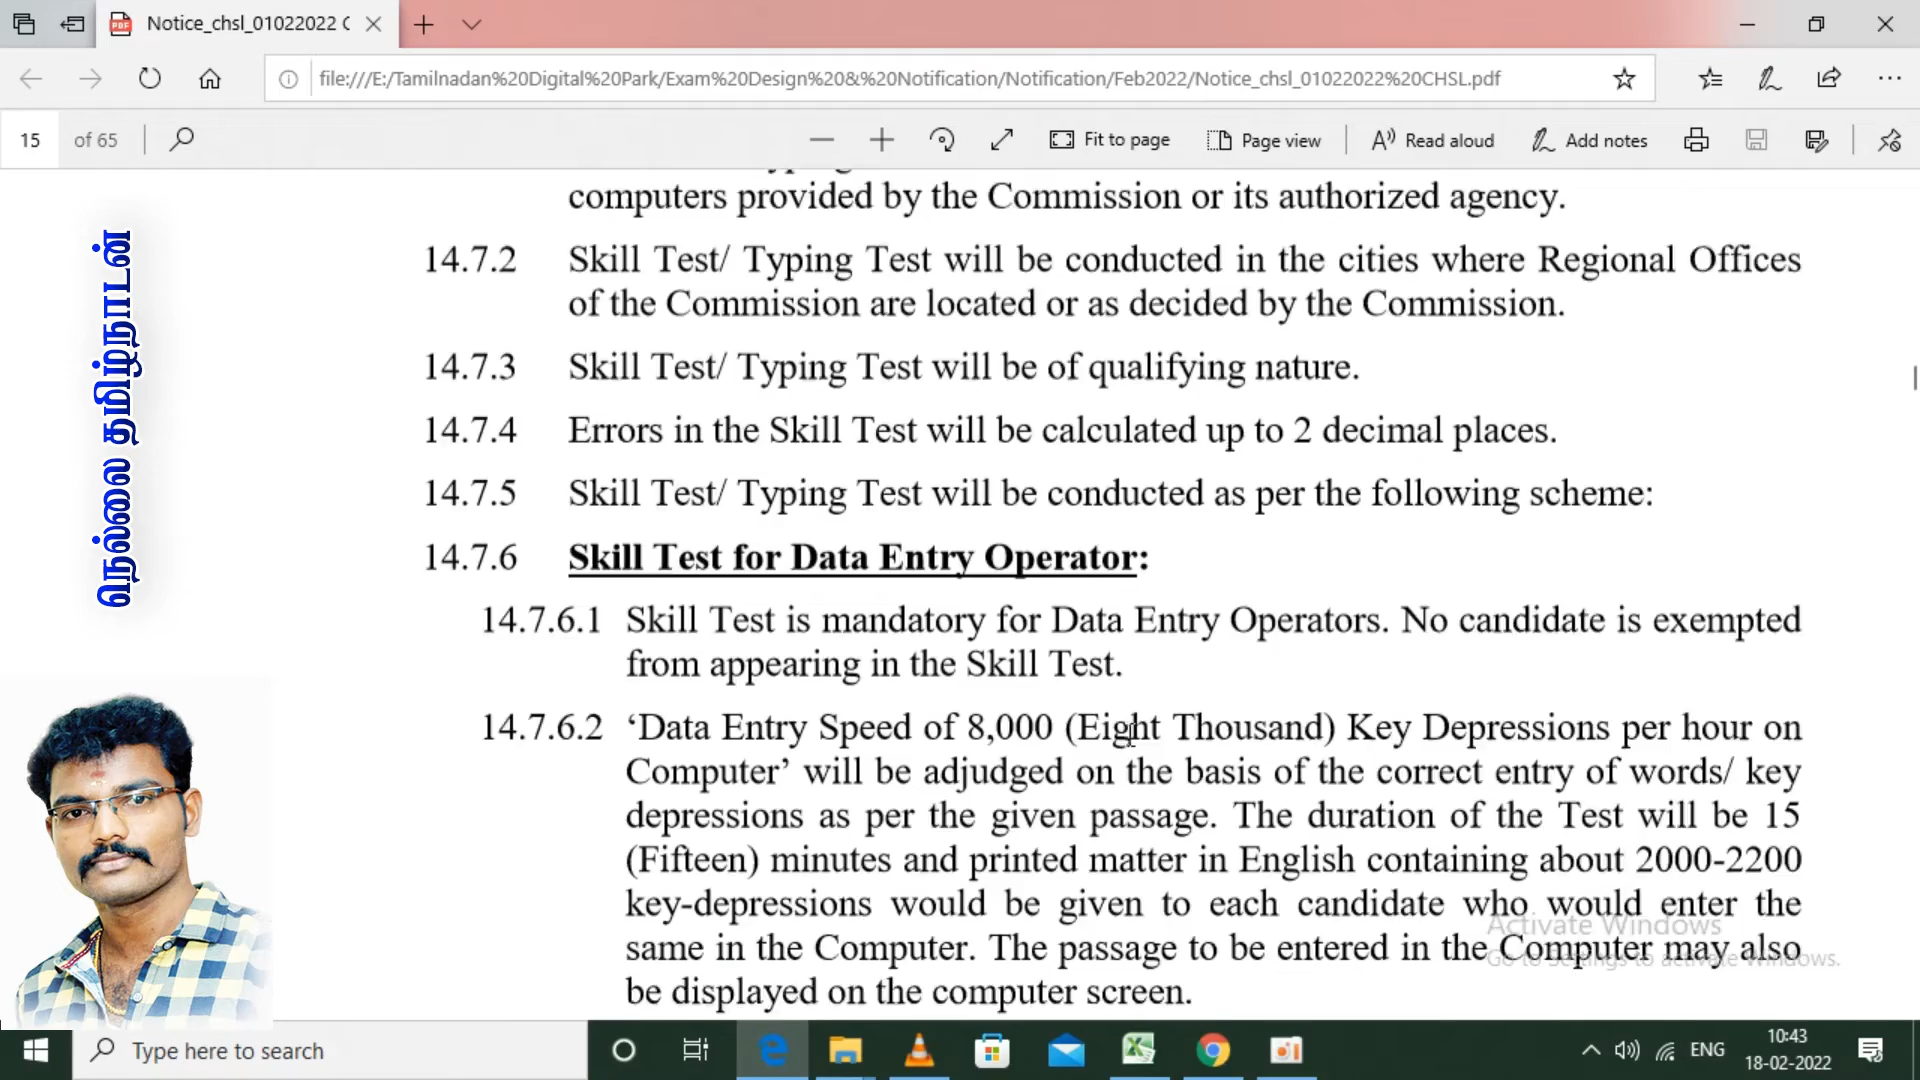 Notice_chsl_01022022 C
file:///E:/Tamilnadan%20Digital%20Park/Exam%20Design%20&%20Notification/Notification/Feb2022/Notice_chsl_01022022%20CHSL.pdf
15 of 65 Fit to page Page view Read aloud Add notes
computers provided by the Commission or its authorized agency.
14.7.2 Skill Test/ Typing Test will be conducted in the cities where Regional Offices
of the Commission are located or as decided by the Commission.
14.7.3 Skill Test/ Typing Test will be of qualifying nature.
14.7.4 Errors in the Skill Test will be calculated up to 2 decimal places.
14.7.5 Skill Test/ Typing Test will be conducted as per the following scheme:
14.7.6 Skill Test for Data Entry Operator:
14.7.6.1 Skill Test is mandatory for Data Entry Operators. No candidate is exempted
from appearing in the Skill Test.
14.7.6.2 ‘Data Entry Speed of 8,000 (Eight Thousand) Key Depressions per hour on
Computer’ will be adjudged on the basis of the correct entry of words/ key
depressions as per the given passage. The duration of the Test will be 15
(Fifteen) minutes and printed matter in English containing about 2000-2200
key-depressions would be given to each candidate who would enter the
same in the Computer. The passage to be entered in the Computer may also
be displayed on the computer screen.
நெல்லை தமிழ்நாடன்
Activate Windows
Go to Settings to activate Windows.
Type here to search
ENG
10:43
18-02-2022